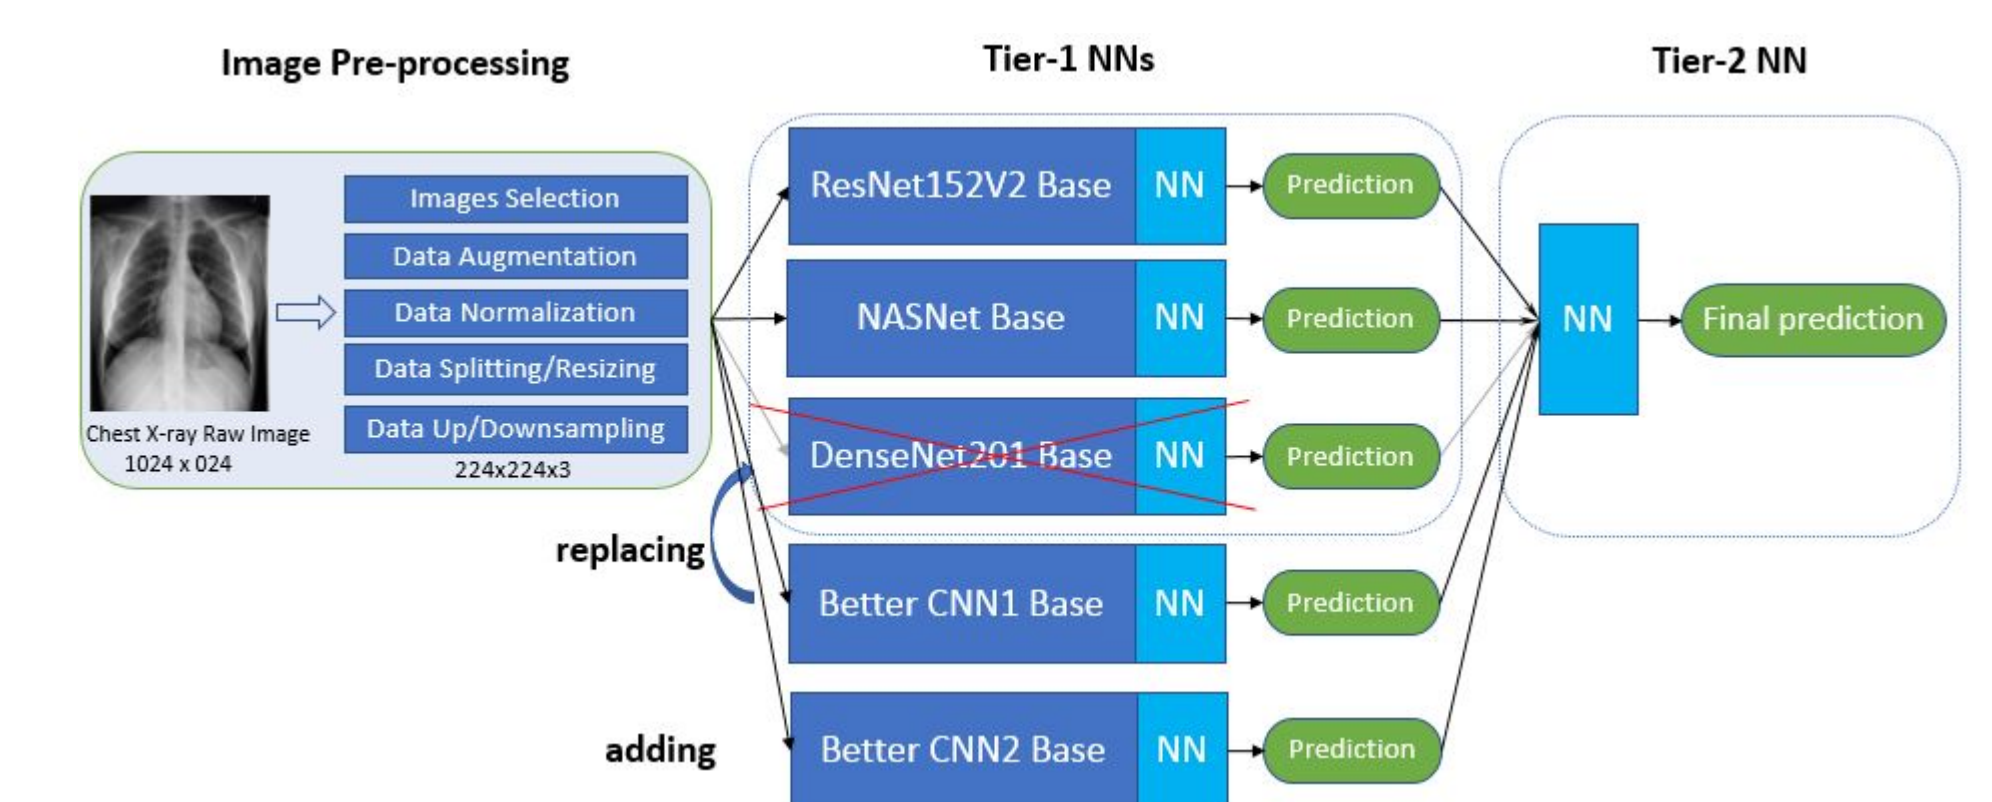 Image Pre-processing
Tier-1 NNs
Tier-2 NN
Images Selection
Data Augmentation
Data Normalization
Data Splitting/Resizing
Data Up/Downsampling
224x224x3
Chest X-ray Raw Image
1024 x 024
ResNet152V2 Base NN Prediction
NASNet Base NN Prediction
DenseNet201 Base NN Prediction
replacing
Better CNN1 Base NN Prediction
adding
Better CNN2 Base NN Prediction
NN Final prediction